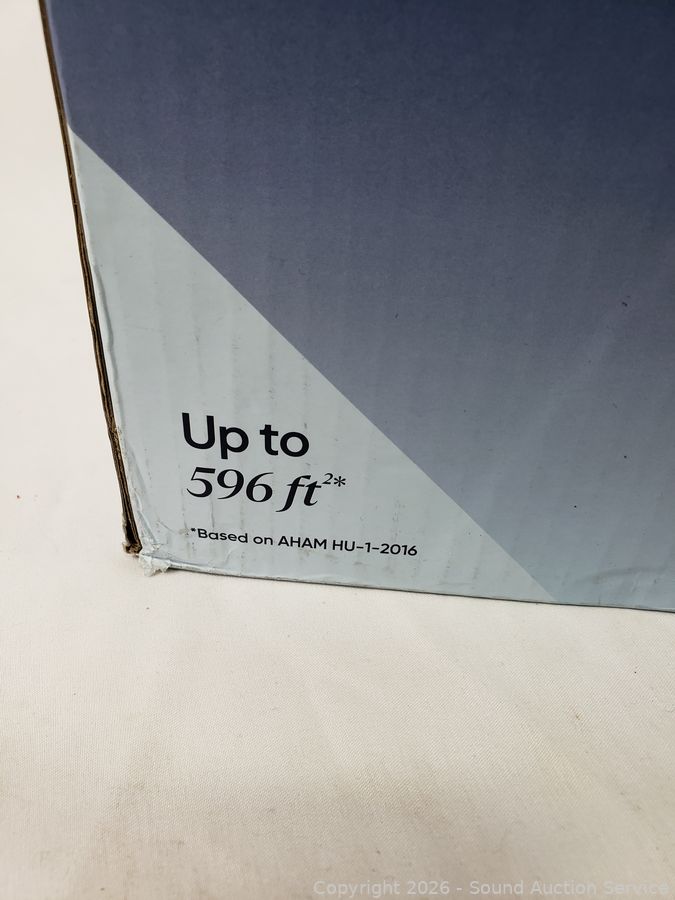 Up to
596 ft²*
*Based on AHAM HU-1-2016
Copyright 2026 - Sound Auction Service